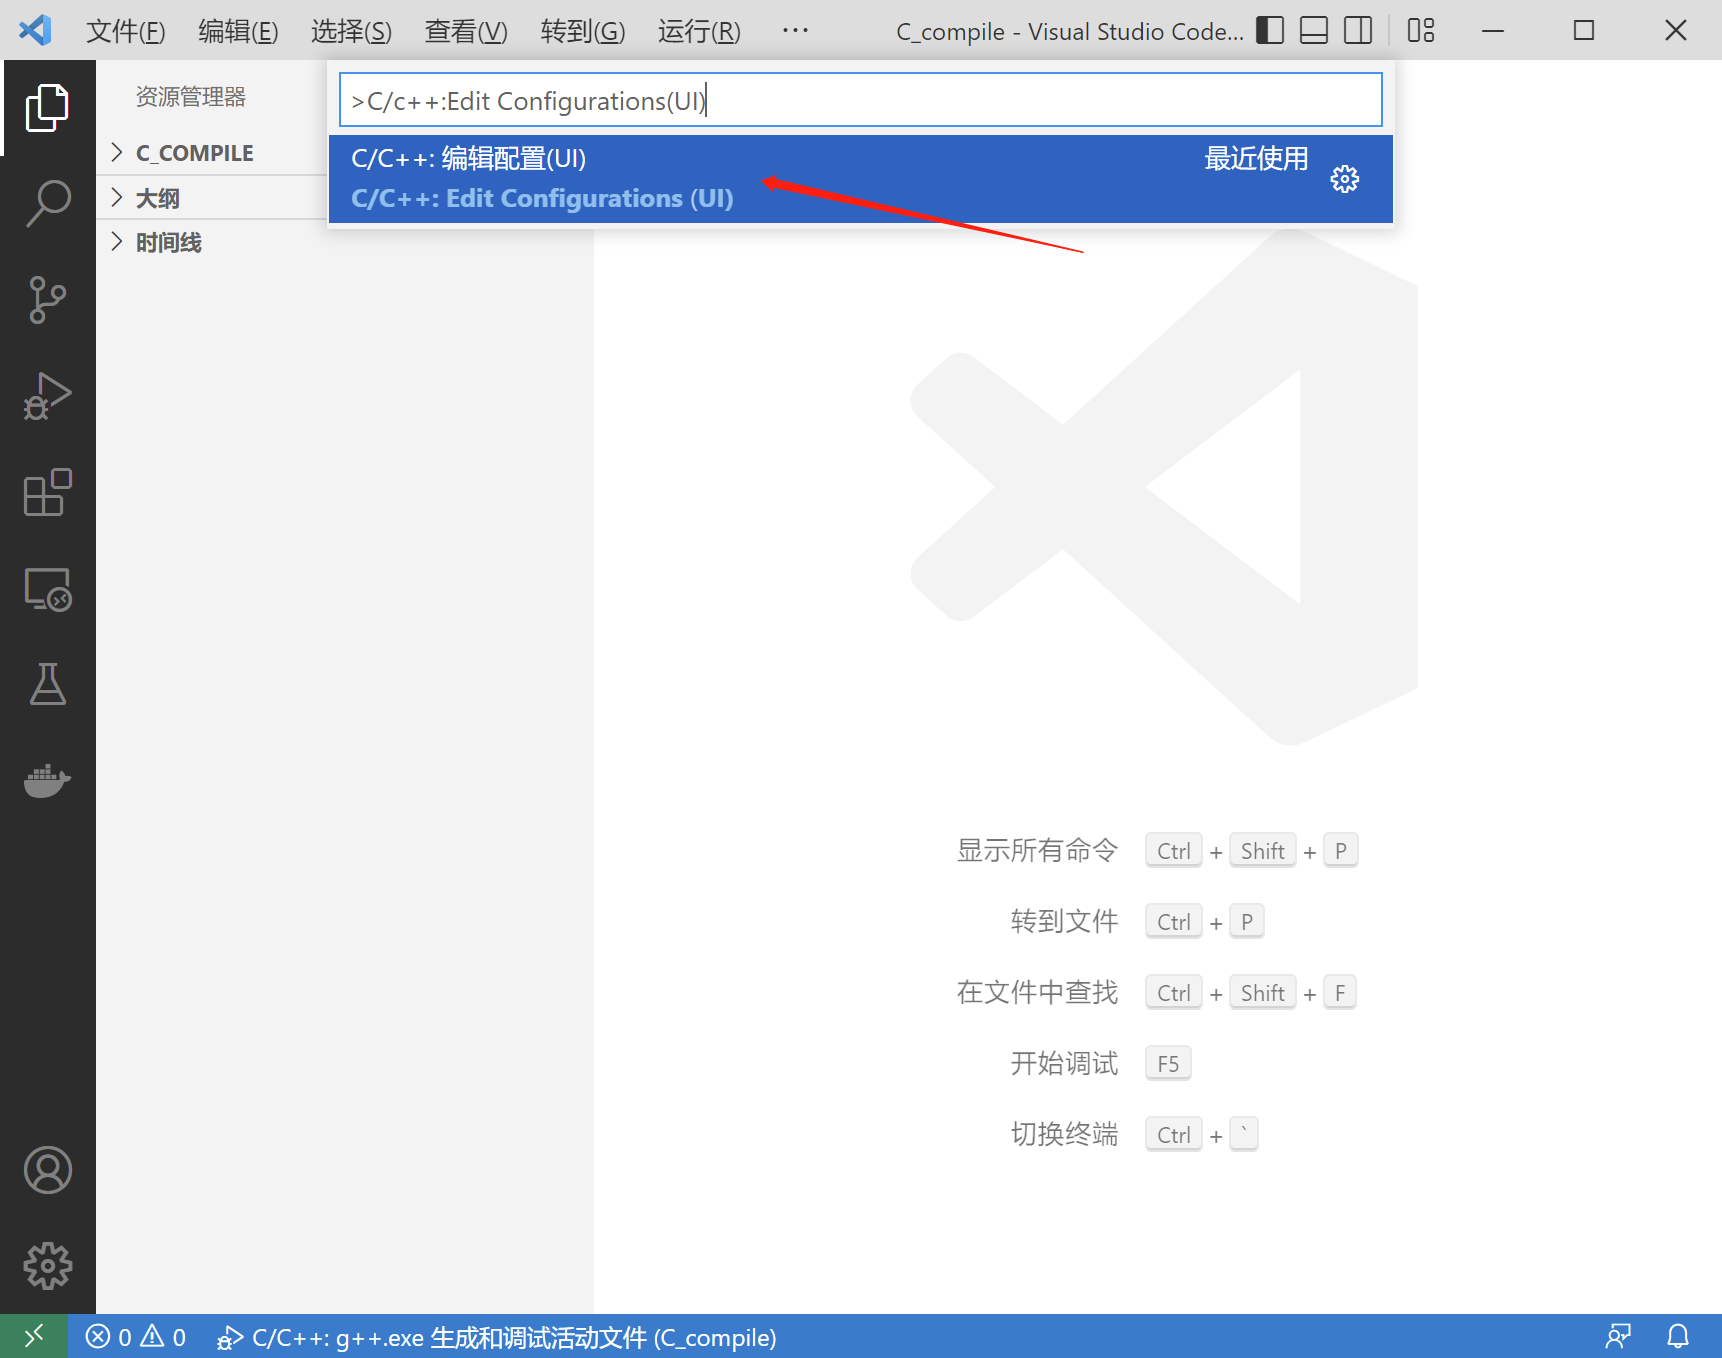 文件(F) 编辑(E) 选择(S) 查看(V) 转到(G) 运行(R) ··· C_compile - Visual Studio Code...
资源管理器
C_COMPILE
大纲
时间线
>C/c++:Edit Configurations(UI)
C/C++: 编辑配置(UI) 最近使用
C/C++: Edit Configurations (UI)
显示所有命令 Ctrl + Shift + P
转到文件 Ctrl + P
在文件中查找 Ctrl + Shift + F
开始调试 F5
切换终端 Ctrl + `
0 0 C/C++: g++.exe 生成和调试活动文件 (C_compile)